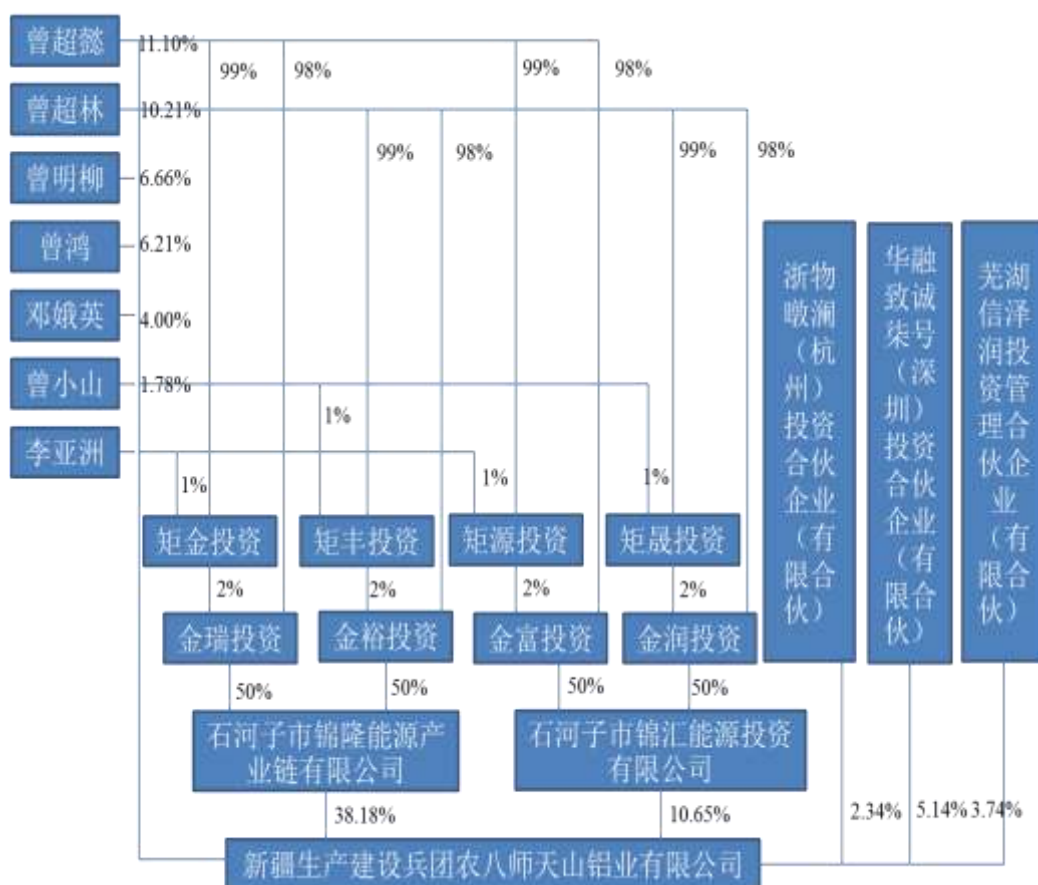 曾超懿
11.10%
99%
98%
99%
98%
曾超林
10.21%
99%
98%
99%
98%
曾明柳
6.66%
曾鸿
6.21%
邓娥英
4.00%
曾小山
1.78%
1%
李亚洲
1%
1%
1%
矩金投资
矩丰投资
矩源投资
矩晟投资
2%
2%
2%
2%
金瑞投资
金裕投资
金富投资
金润投资
浙物
暾澜
（杭
州）
投资
合伙
企业
（有
限合
伙）
华融
致诚
柒号
（深
圳）
投资
合伙
企业
（有
限合
伙）
芜湖
信泽
润投
资管
理合
伙企
业
（有
限合
伙）
50%
50%
50%
50%
石河子市锦隆能源产
业链有限公司
石河子市锦汇能源投资
有限公司
38.18%
10.65%
2.34%
5.14%
3.74%
新疆生产建设兵团农八师天山铝业有限公司